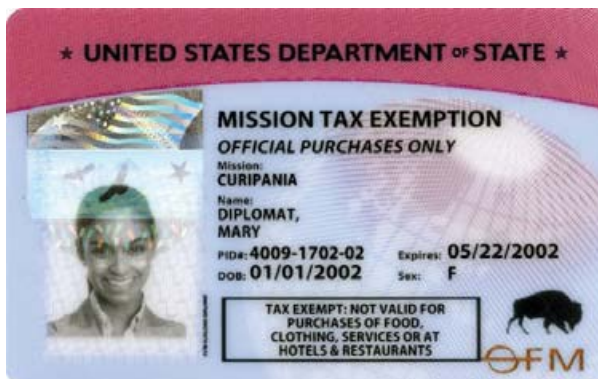 ★ UNITED STATES DEPARTMENT OF STATE ★
MISSION TAX EXEMPTION
OFFICIAL PURCHASES ONLY
Mission:
CURIPANIA
Name:
DIPLOMAT,
MARY
PID#: 4009-1702-02 Expires: 05/22/2002
DOB: 01/01/2002 Sex: F
TAX EXEMPT: NOT VALID FOR
PURCHASES OF FOOD,
CLOTHING, SERVICES OR AT
HOTELS & RESTAURANTS
OFM